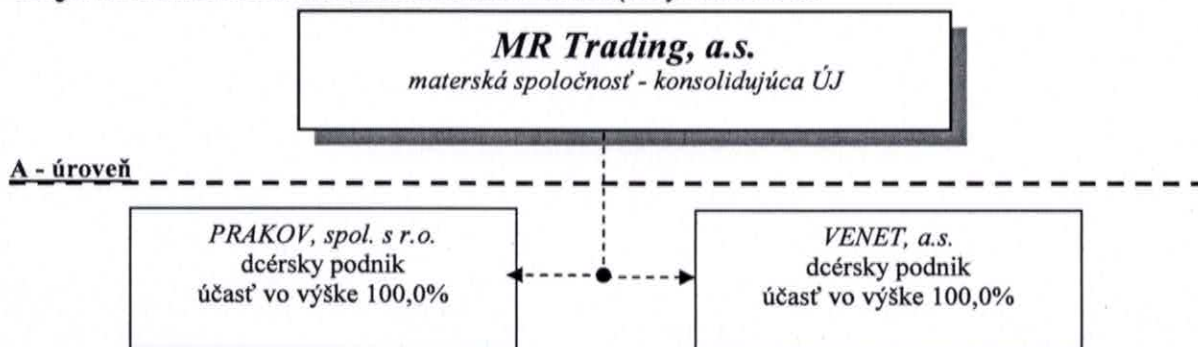 MR Trading, a.s.
materská spoločnosť - konsolidujúca ÚJ
A - úroveň
PRAKOV, spol. s r.o.
dcérsky podnik
účasť vo výške 100,0%
VENET, a.s.
dcérsky podnik
účasť vo výške 100,0%